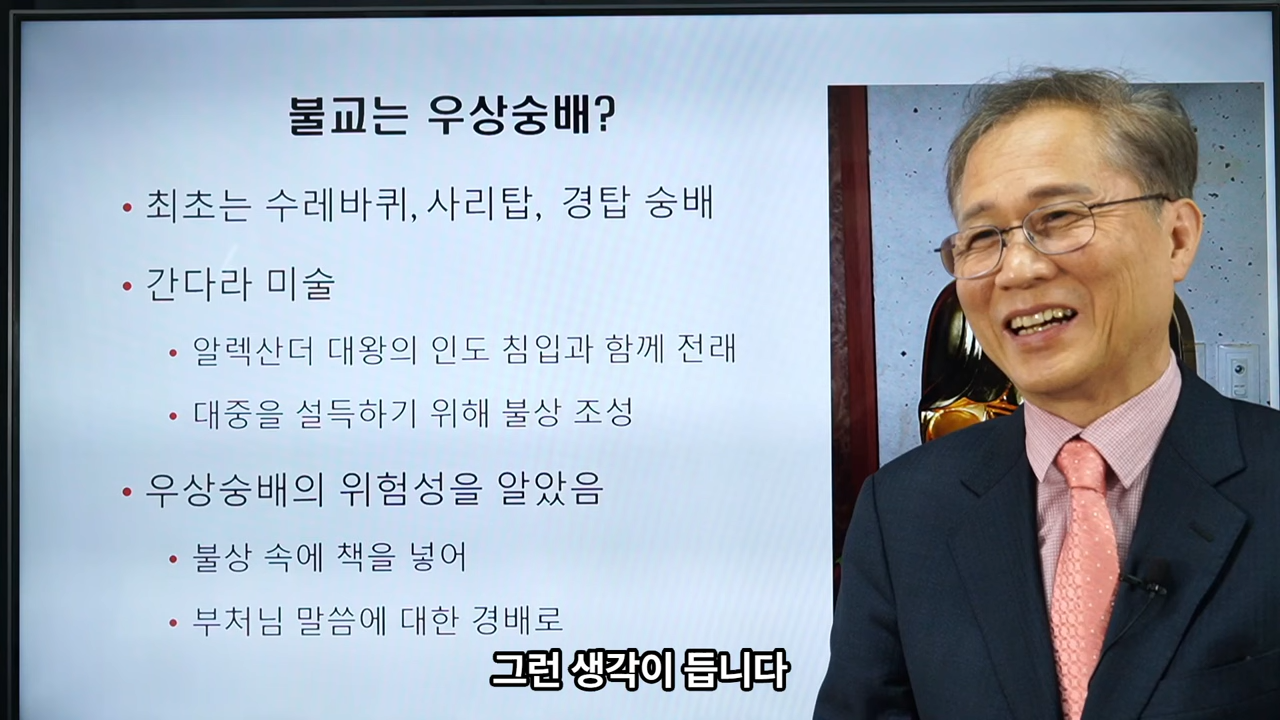 불교는 우상숭배?
• 최초는 수레바퀴, 사리탑, 경탑 숭배
• 간다라 미술
• 알렉산더 대왕의 인도 침입과 함께 전래
• 대중을 설득하기 위해 불상 조성
• 우상숭배의 위험성을 알았음
• 불상 속에 책을 넣어
• 부처님 말씀에 대한 경배로
그런 생각이 듭니다